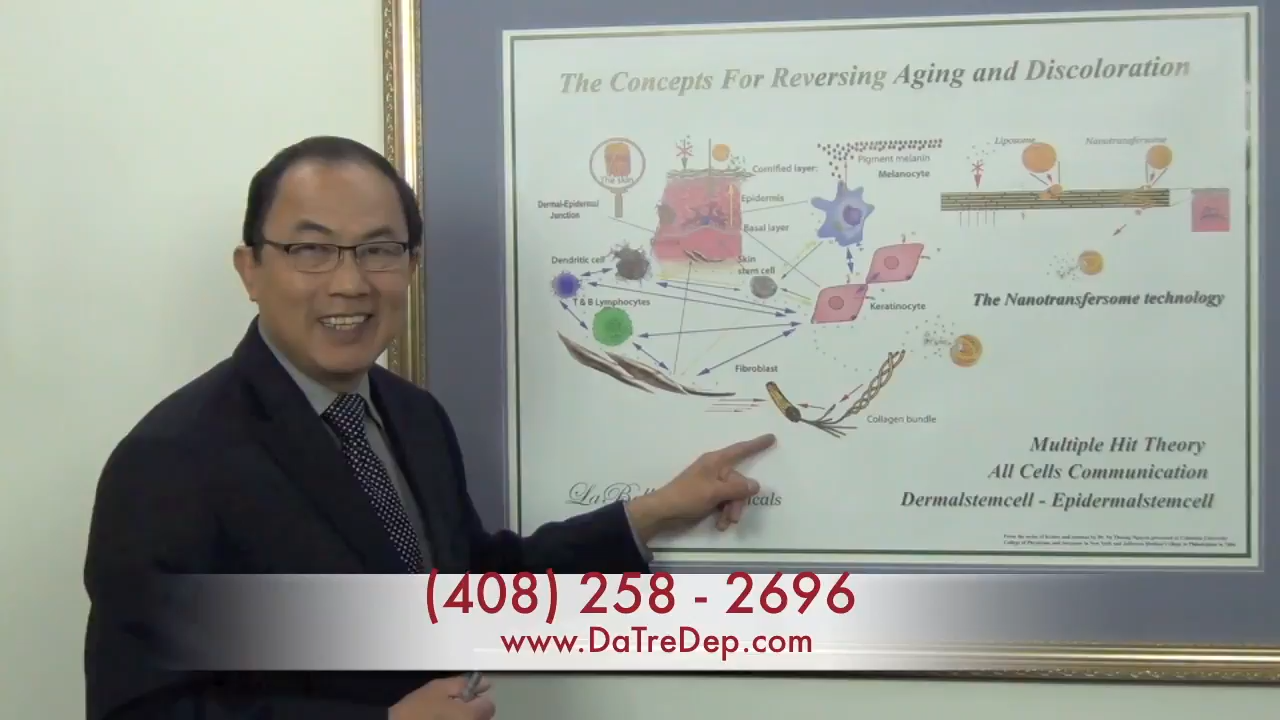 The Concepts For Reversing Aging and Discoloration
The skin
Cornified layer:
Pigment melanin
Melanocyte
Liposome
Nanotransfersome
Dermal-Epidermal
Junction
Epidermis
Basal layer
Dendritic cell
Skin
stem cell
T & B Lymphocytes
Keratinocyte
The Nanotransfersome technology
Fibroblast
Collagen bundle
Multiple Hit Theory
All Cells Communication
Dermalstemcell - Epidermalstemcell
(408) 258 - 2696
www.DaTreDep.com